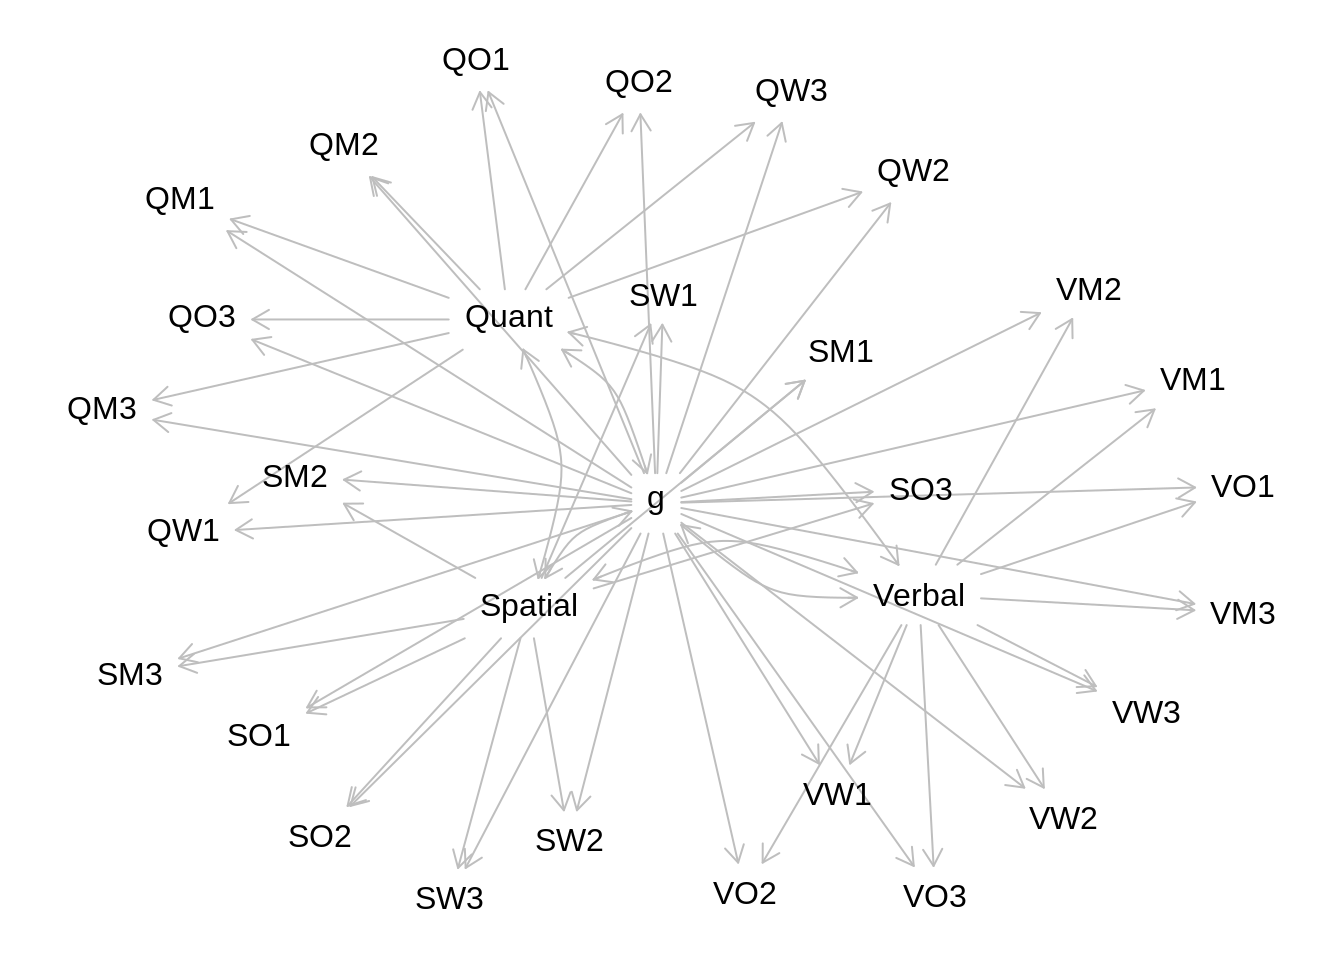 QO1
QO2
QW3
QM2
QW2
QM1
VM2
SW1
QO3
Quant
SM1
VM1
QM3
SM2
VO1
SO3
g
QW1
Verbal
Spatial
VM3
SM3
VW3
SO1
VW1
VW2
SO2
SW2
VO2
VO3
SW3